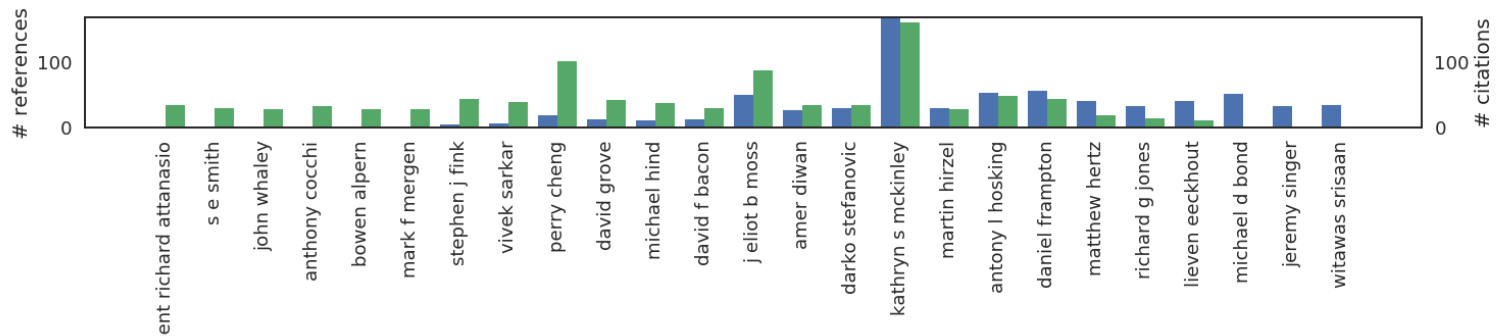 # references
100
0
100
0
# citations
ent richard attanasio
s e smith
john whaley
anthony cocchi
bowen alpern
mark f mergen
stephen j fink
vivek sarkar
perry cheng
david grove
michael hind
david f bacon
j eliot b moss
amer diwan
darko stefanovic
kathryn s mckinley
martin hirzel
antony l hosking
daniel frampton
matthew hertz
richard g jones
lieven eeckhout
michael d bond
jeremy singer
witawas srisaan